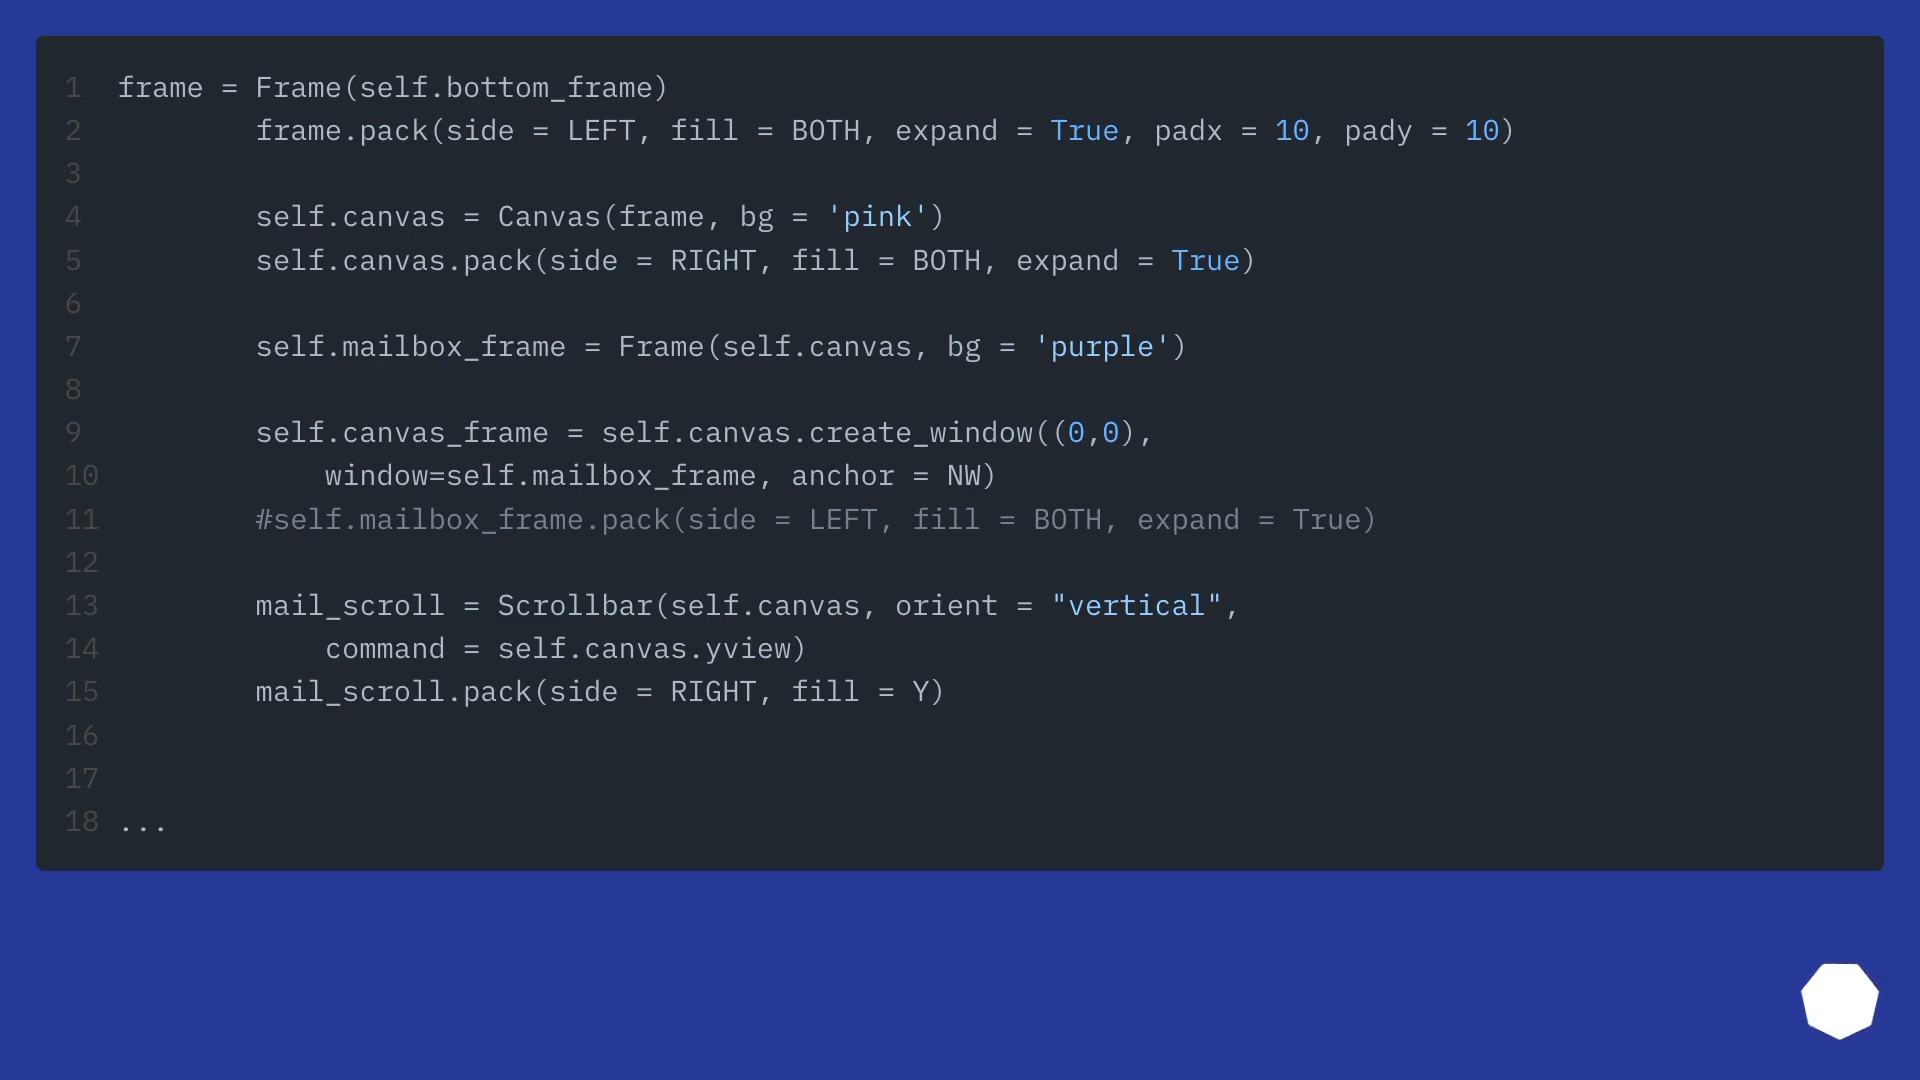 1 frame = Frame(self.bottom_frame)
2         frame.pack(side = LEFT, fill = BOTH, expand = True, padx = 10, pady = 10)
3
4         self.canvas = Canvas(frame, bg = 'pink')
5         self.canvas.pack(side = RIGHT, fill = BOTH, expand = True)
6
7         self.mailbox_frame = Frame(self.canvas, bg = 'purple')
8
9         self.canvas_frame = self.canvas.create_window((0,0),
10             window=self.mailbox_frame, anchor = NW)
11         #self.mailbox_frame.pack(side = LEFT, fill = BOTH, expand = True)
12
13         mail_scroll = Scrollbar(self.canvas, orient = "vertical",
14             command = self.canvas.yview)
15         mail_scroll.pack(side = RIGHT, fill = Y)
16
17
18 ...